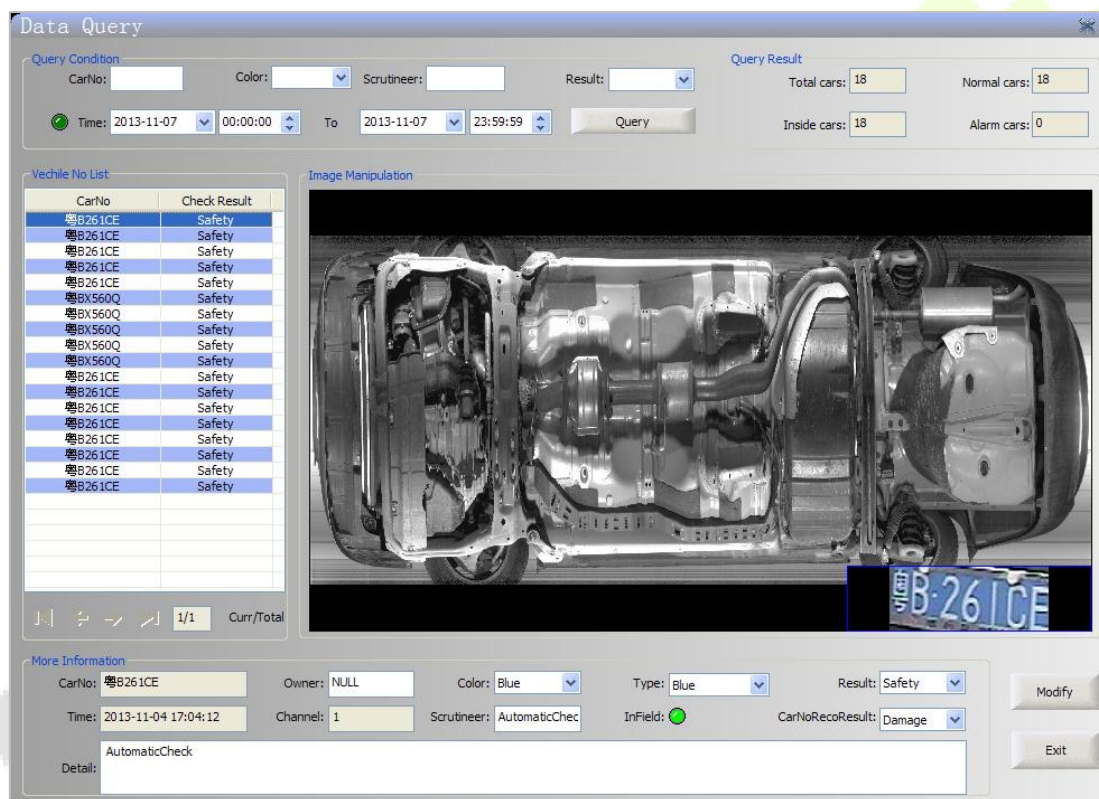 Data Query
Query Condition
CarNo: Color: Scrutineer: Result:
Time: 2013-11-07 00:00:00 To 2013-11-07 23:59:59 Query
Query Result
Total cars: 18 Normal cars: 18
Inside cars: 18 Alarm cars: 0
Vechile No List
CarNo Check Result
粤B261CE Safety
粤B261CE Safety
粤B261CE Safety
粤B261CE Safety
粤B261CE Safety
粤BX560Q Safety
粤BX560Q Safety
粤BX560Q Safety
粤BX560Q Safety
粤BX560Q Safety
粤B261CE Safety
粤B261CE Safety
粤B261CE Safety
粤B261CE Safety
粤B261CE Safety
粤B261CE Safety
粤B261CE Safety
粤B261CE Safety
1/1 Curr/Total
Image Manipulation
粤B·261CE
More Information
CarNo: 粤B261CE Owner: NULL Color: Blue Type: Blue Result: Safety
Time: 2013-11-04 17:04:12 Channel: 1 Scrutineer: AutomaticChec InField: CarNoRecoResult: Damage
Detail: AutomaticCheck
Modify
Exit